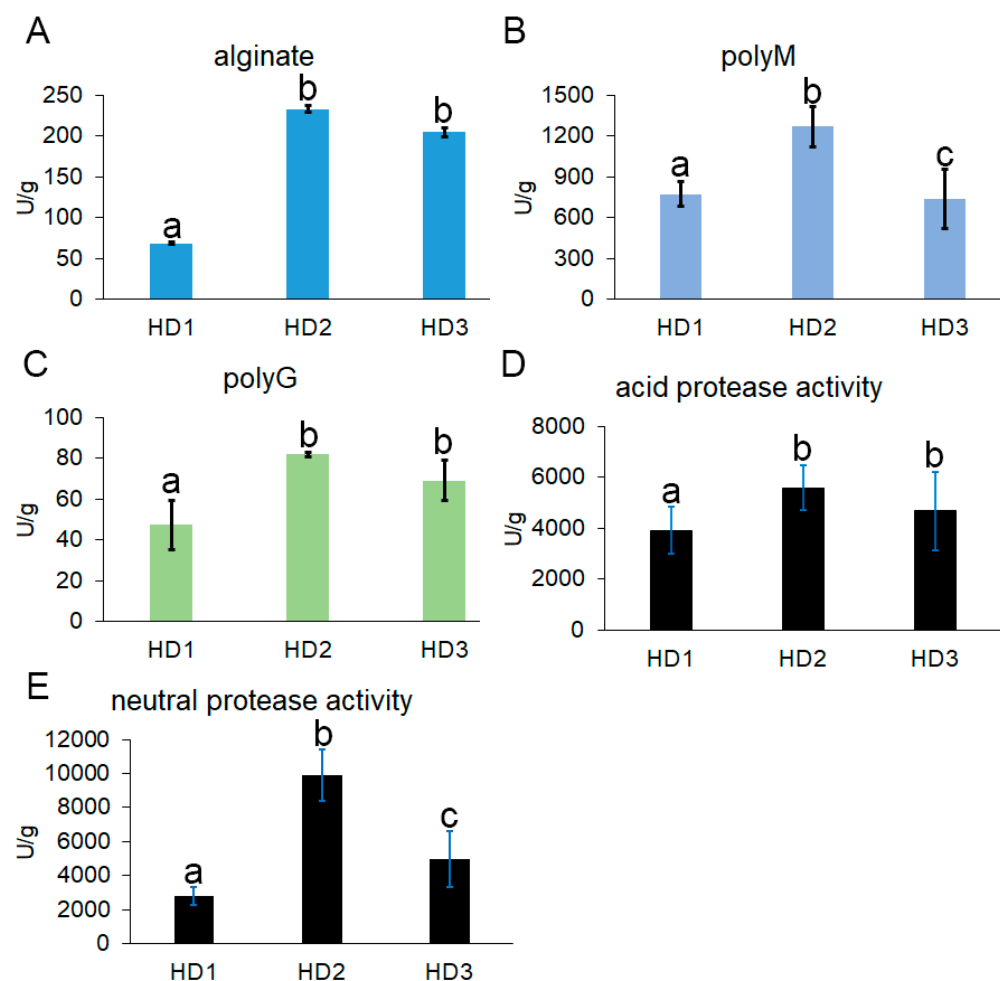 A
alginate
U/g
250
200
150
100
50
0
a
b
b
HD1 HD2 HD3
B
polyM
U/g
1500
1200
900
600
300
0
a
b
c
HD1 HD2 HD3
C
polyG
U/g
100
80
60
40
20
0
a
b
b
HD1 HD2 HD3
D
acid protease activity
U/g
8000
6000
4000
2000
0
a
b
b
HD1 HD2 HD3
E
neutral protease activity
U/g
12000
10000
8000
6000
4000
2000
0
a
b
c
HD1 HD2 HD3